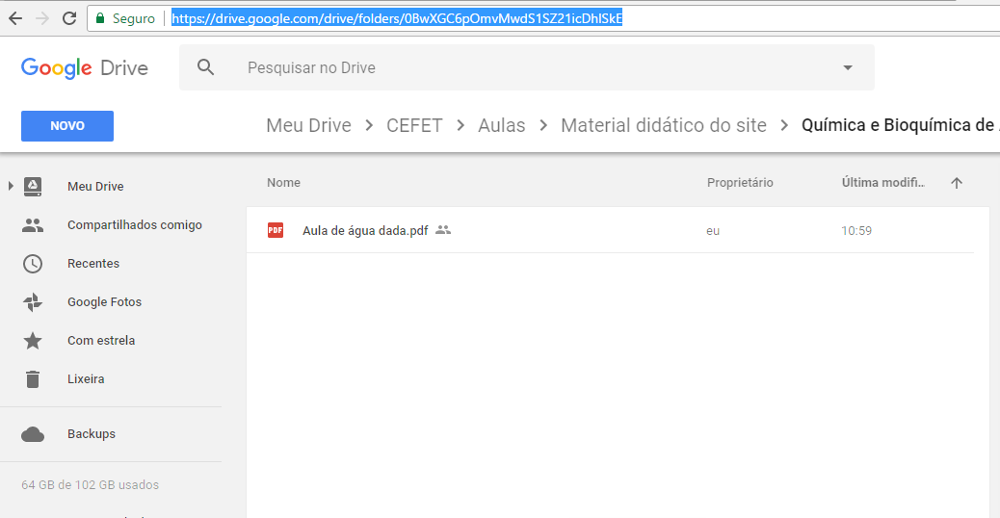 Seguro https://drive.google.com/drive/folders/0BwXGC6pOmvMwdS1SZ21icDhlSkE
Google Drive
Pesquisar no Drive
NOVO
Meu Drive > CEFET > Aulas > Material didático do site > Química e Bioquímica de
Meu Drive
Compartilhados comigo
Recentes
Google Fotos
Com estrela
Lixeira
Backups
64 GB de 102 GB usados
Nome Proprietário Última modifi...
PDF Aula de água dada.pdf eu 10:59